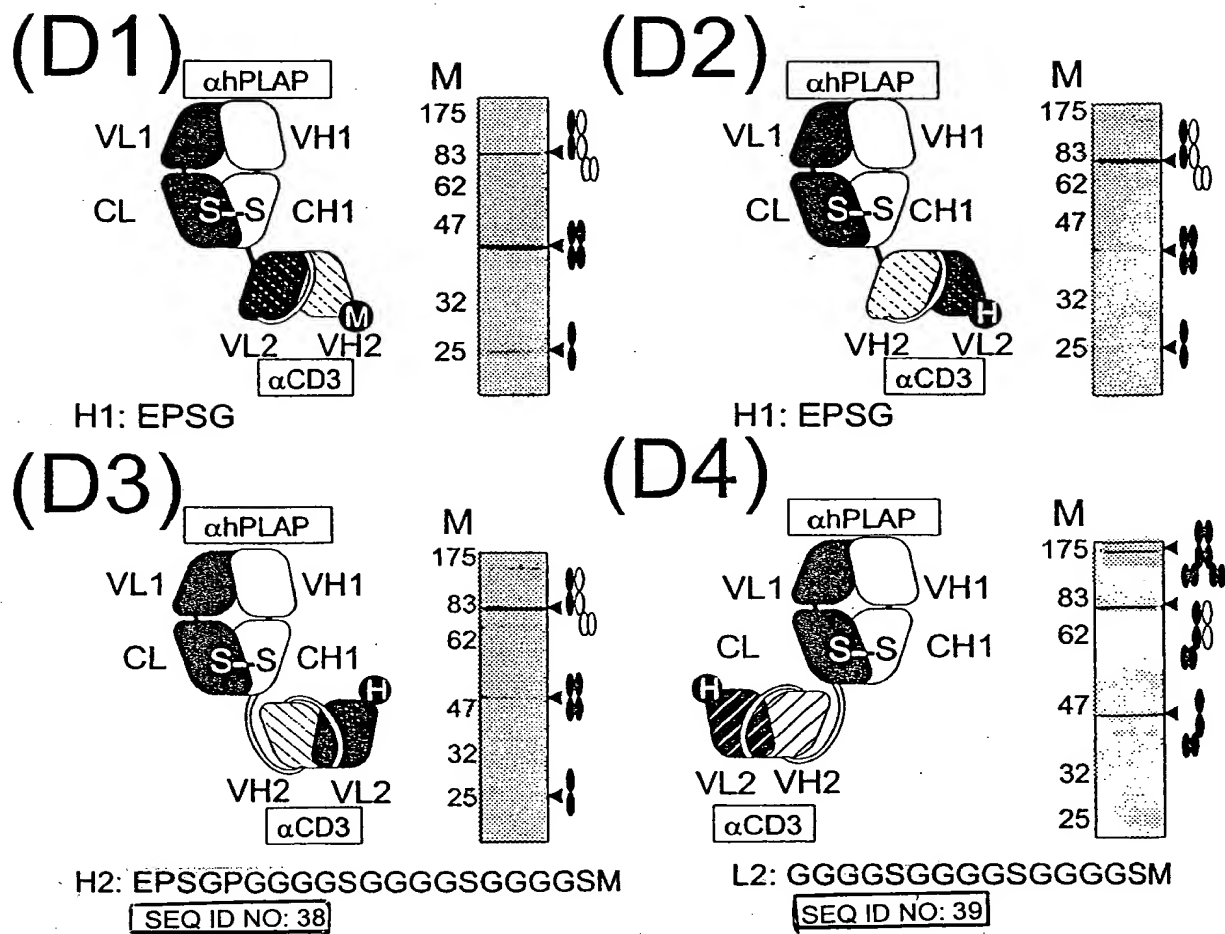 (D1)
αhPLAP
M
VL1
VH1
175
83
62
CL
S-S
CH1
47
32
M
VL2
VH2
25
αCD3
H1: EPSG
(D2)
αhPLAP
M
VL1
VH1
175
83
62
CL
S-S
CH1
47
32
H
VH2
VL2
25
αCD3
H1: EPSG
(D3)
αhPLAP
M
VL1
VH1
175
83
62
CL
S-S
CH1
H
47
32
VH2
VL2
25
αCD3
H2: EPSGPGGGGSGGGGSGGGGSM
SEQ ID NO: 38
(D4)
αhPLAP
M
VL1
VH1
175
83
62
CL
S-S
CH1
H
47
32
VL2
VH2
25
αCD3
L2: GGGGSGGGGSGGGGSM
SEQ ID NO: 39